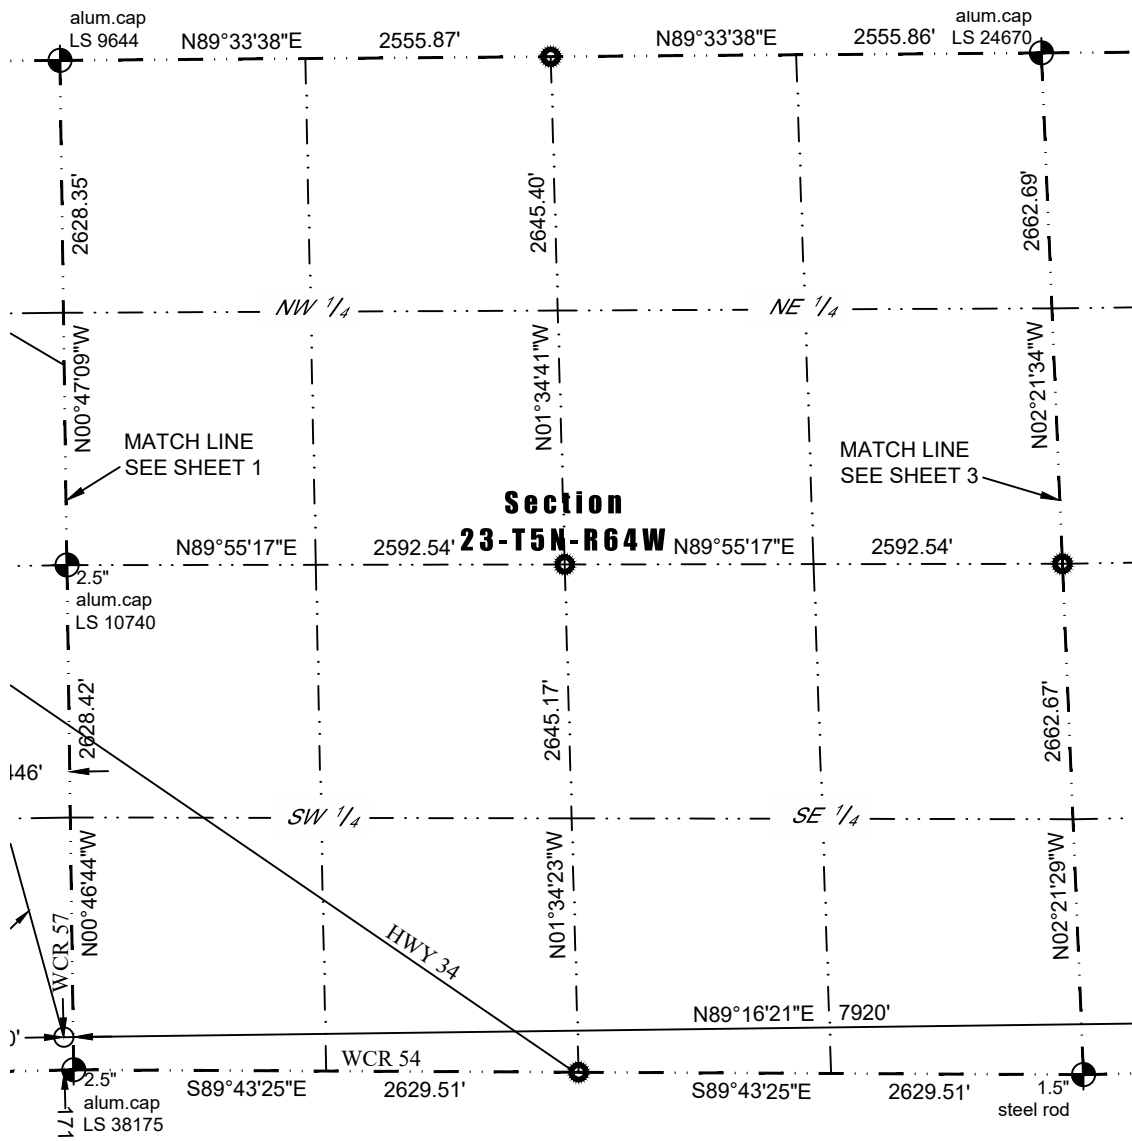 alum.cap
LS 9644
N89°33'38"E
2555.87'
N89°33'38"E
2555.86'
alum.cap
LS 24670
2628.35'
2645.40'
2662.69'
NW 1/4
NE 1/4
N00°47'09"W
N01°34'41"W
N02°21'34"W
MATCH LINE
SEE SHEET 1
MATCH LINE
SEE SHEET 3
Section
23-T5N-R64W
N89°55'17"E
2592.54'
N89°55'17"E
2592.54'
2.5"
alum.cap
LS 10740
2628.42'
2645.17'
2662.67'
446'
SW 1/4
SE 1/4
N00°46'44"W
N01°34'23"W
N02°21'29"W
WCR 57
HWY 34
N89°16'21"E
7920'
0'
WCR 54
2.5"
alum.cap
LS 38175
S89°43'25"E
2629.51'
S89°43'25"E
2629.51'
1.5"
steel rod
171